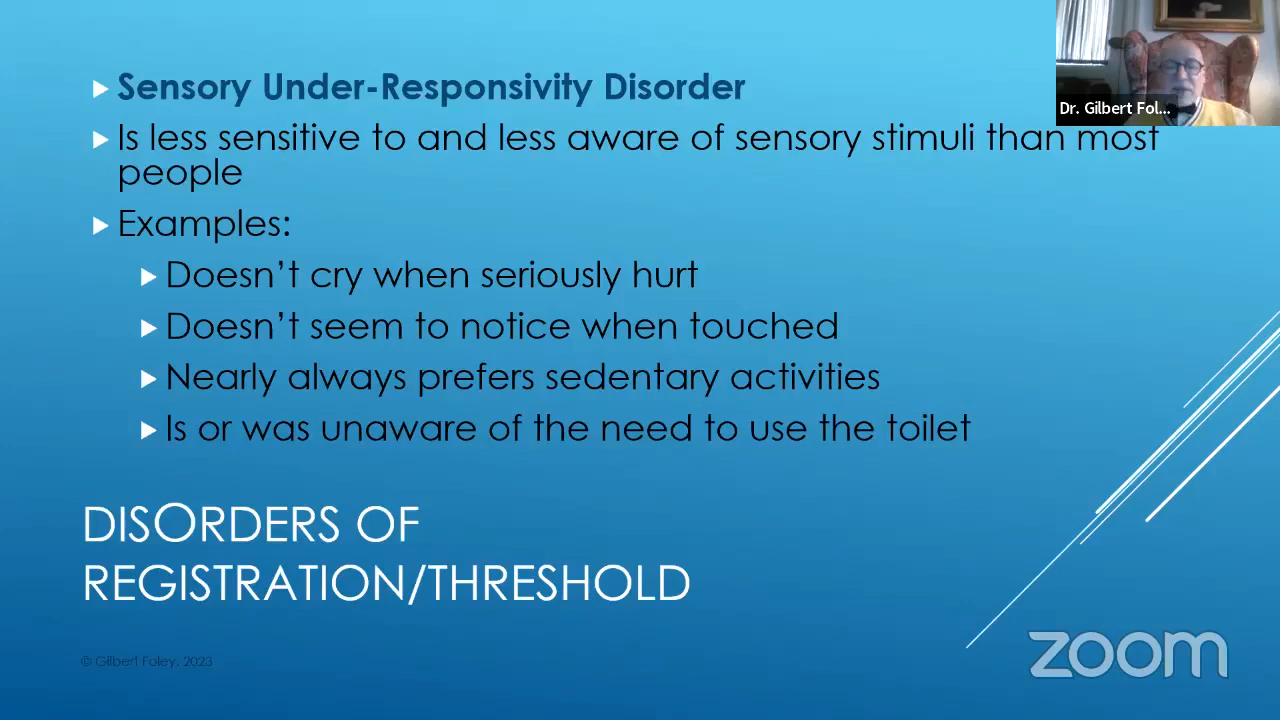 Sensory Under-Responsivity Disorder
Is less sensitive to and less aware of sensory stimuli than most
people
Examples:
Doesn't cry when seriously hurt
Doesn't seem to notice when touched
Nearly always prefers sedentary activities
Is or was unaware of the need to use the toilet
DISORDERS OF
REGISTRATION/THRESHOLD
© Gilbert Foley, 2023
Dr. Gilbert Fol...
zoom